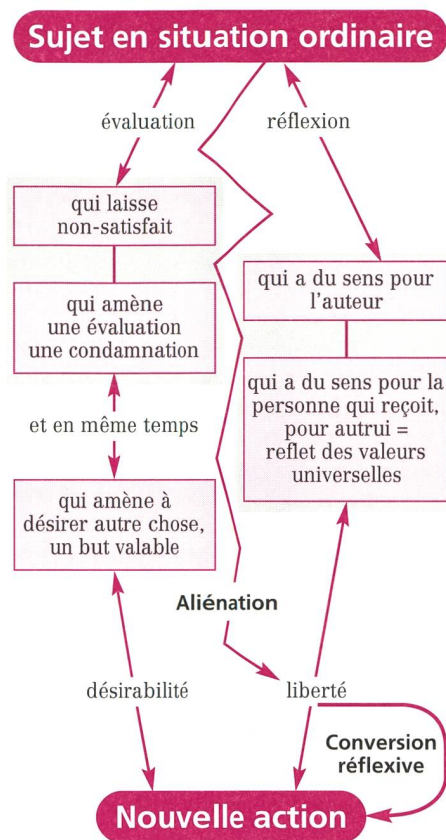 Sujet en situation ordinaire
évaluation
réflexion
qui laisse
non-satisfait
qui a du sens pour
l'auteur
qui amène
une évaluation
une condamnation
qui a du sens pour la
personne qui reçoit,
pour autrui =
reflet des valeurs
universelles
et en même temps
qui amène à
désirer autre chose,
un but valable
Aliénation
désirabilité
liberté
Conversion
réflexive
Nouvelle action